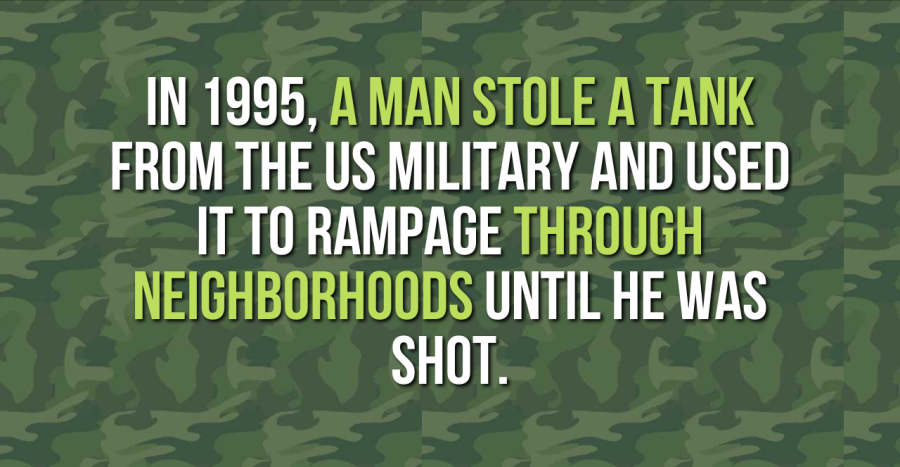 IN 1995, A MAN STOLE A TANK
FROM THE US MILITARY AND USED
IT TO RAMPAGE THROUGH
NEIGHBORHOODS UNTIL HE WAS
SHOT.